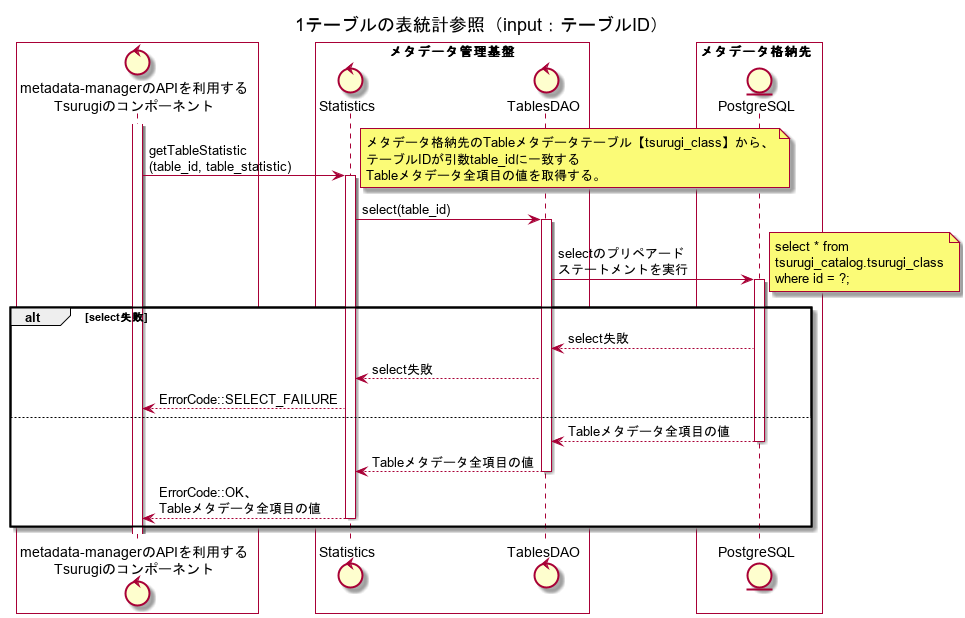 1テーブルの表統計参照（input：テーブルID）
メタデータ管理基盤
メタデータ格納先
metadata-managerのAPIを利用する
Tsurugiのコンポーネント
Statistics
TablesDAO
PostgreSQL
getTableStatistic
(table_id, table_statistic)
メタデータ格納先のTableメタデータテーブル【tsurugi_class】から、
テーブルIDが引数table_idに一致する
Tableメタデータ全項目の値を取得する。
select(table_id)
selectのプリペアード
ステートメントを実行
select * from
tsurugi_catalog.tsurugi_class
where id = ?;
alt
[select失敗]
select失敗
select失敗
ErrorCode::SELECT_FAILURE
Tableメタデータ全項目の値
Tableメタデータ全項目の値
ErrorCode::OK、
Tableメタデータ全項目の値
metadata-managerのAPIを利用する
Tsurugiのコンポーネント
Statistics
TablesDAO
PostgreSQL